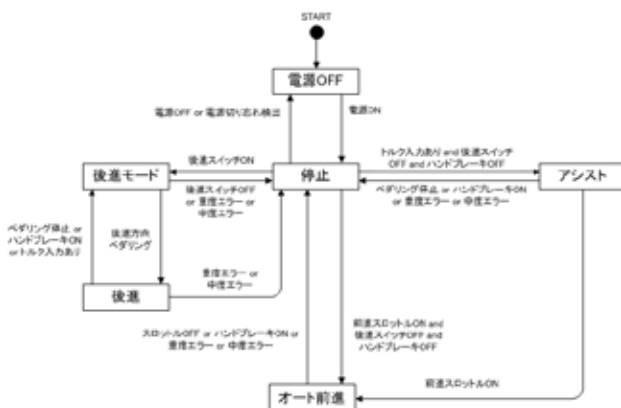 START
電源OFF
電源OFF or 電源切り忘れ検出
電源ON
後進スイッチON
トルク入力あり and 後進スイッチ
OFF and ハンドブレーキOFF
後進モード
停止
アシスト
後進スイッチOFF
or 重度エラー or
中度エラー
ペダリング停止 or ハンドブレーキON
or 重度エラー or 中度エラー
ペダリング停止 or
ハンドブレーキON
or トルク入力あり
後進方向
ペダリング
重度エラー or
中度エラー
後進
スロットルOFF or ハンドブレーキON or
重度エラー or 中度エラー
前進スロットルON and
後進スイッチOFF and
ハンドブレーキOFF
前進スロットルON
オート前進